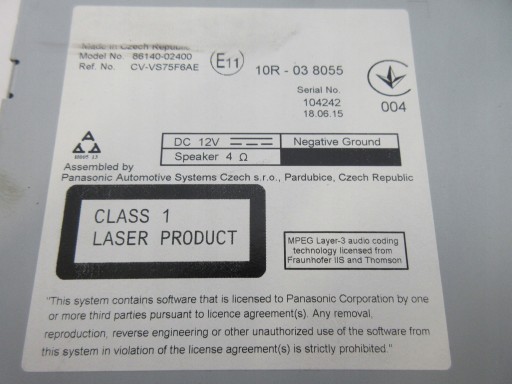 Made in Czech Republic
Model No. 86140-02400
Ref. No. CV-VS75F6AE
E11
10R - 03 8055
Serial No.
104242
18.06.15
004
DC 12V
Negative Ground
Speaker 4 Ω
Assembled by
Panasonic Automotive Systems Czech s.r.o., Pardubice, Czech Republic
CLASS 1
LASER PRODUCT
MPEG Layer-3 audio coding
technology licensed from
Fraunhofer IIS and Thomson
"This system contains software that is licensed to Panasonic Corporation by one
or more third parties pursuant to licence agreement(s). Any removal,
reproduction, reverse engineering or other unauthorized use of the software from
this system in violation of the license agreement(s) is strictly prohibited."